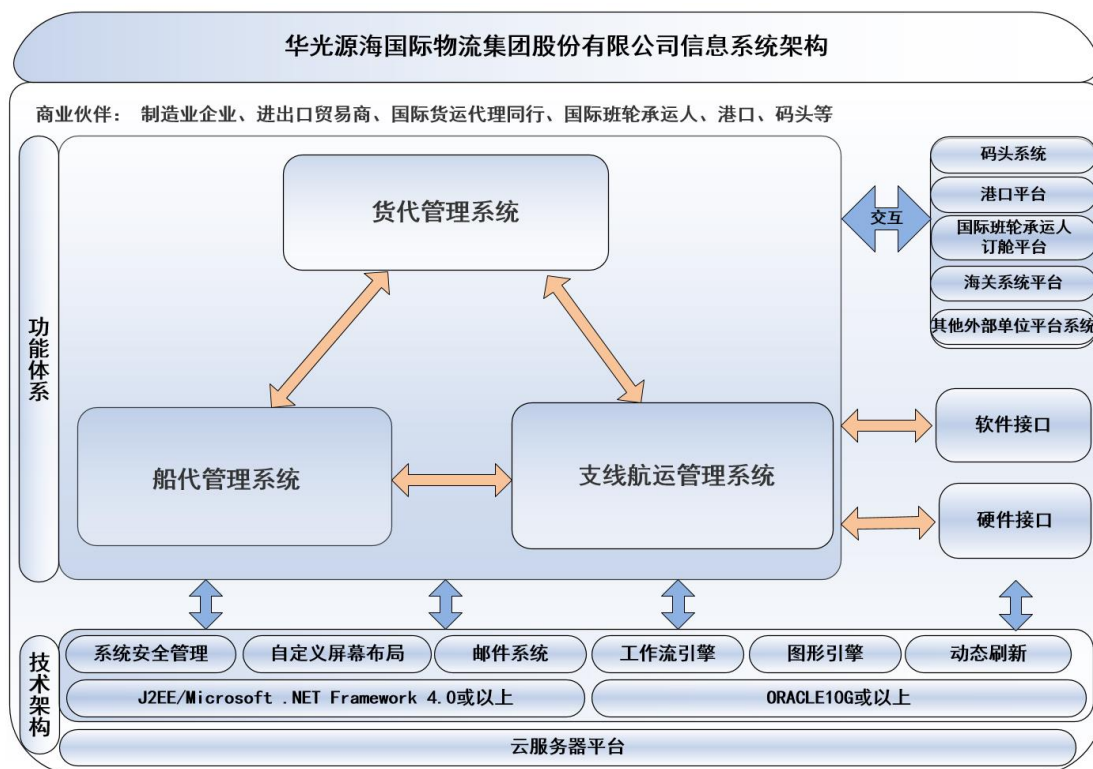 华光源海国际物流集团股份有限公司信息系统架构
商业伙伴： 制造业企业、进出口贸易商、国际货运代理同行、国际班轮承运人、港口、码头等
功能体系
货代管理系统
船代管理系统
支线航运管理系统
交互
码头系统
港口平台
国际班轮承运人
订舱平台
海关系统平台
其他外部单位平台系统
软件接口
硬件接口
技术架构
系统安全管理
自定义屏幕布局
邮件系统
工作流引擎
图形引擎
动态刷新
J2EE/Microsoft .NET Framework 4.0或以上
ORACLE10G或以上
云服务器平台